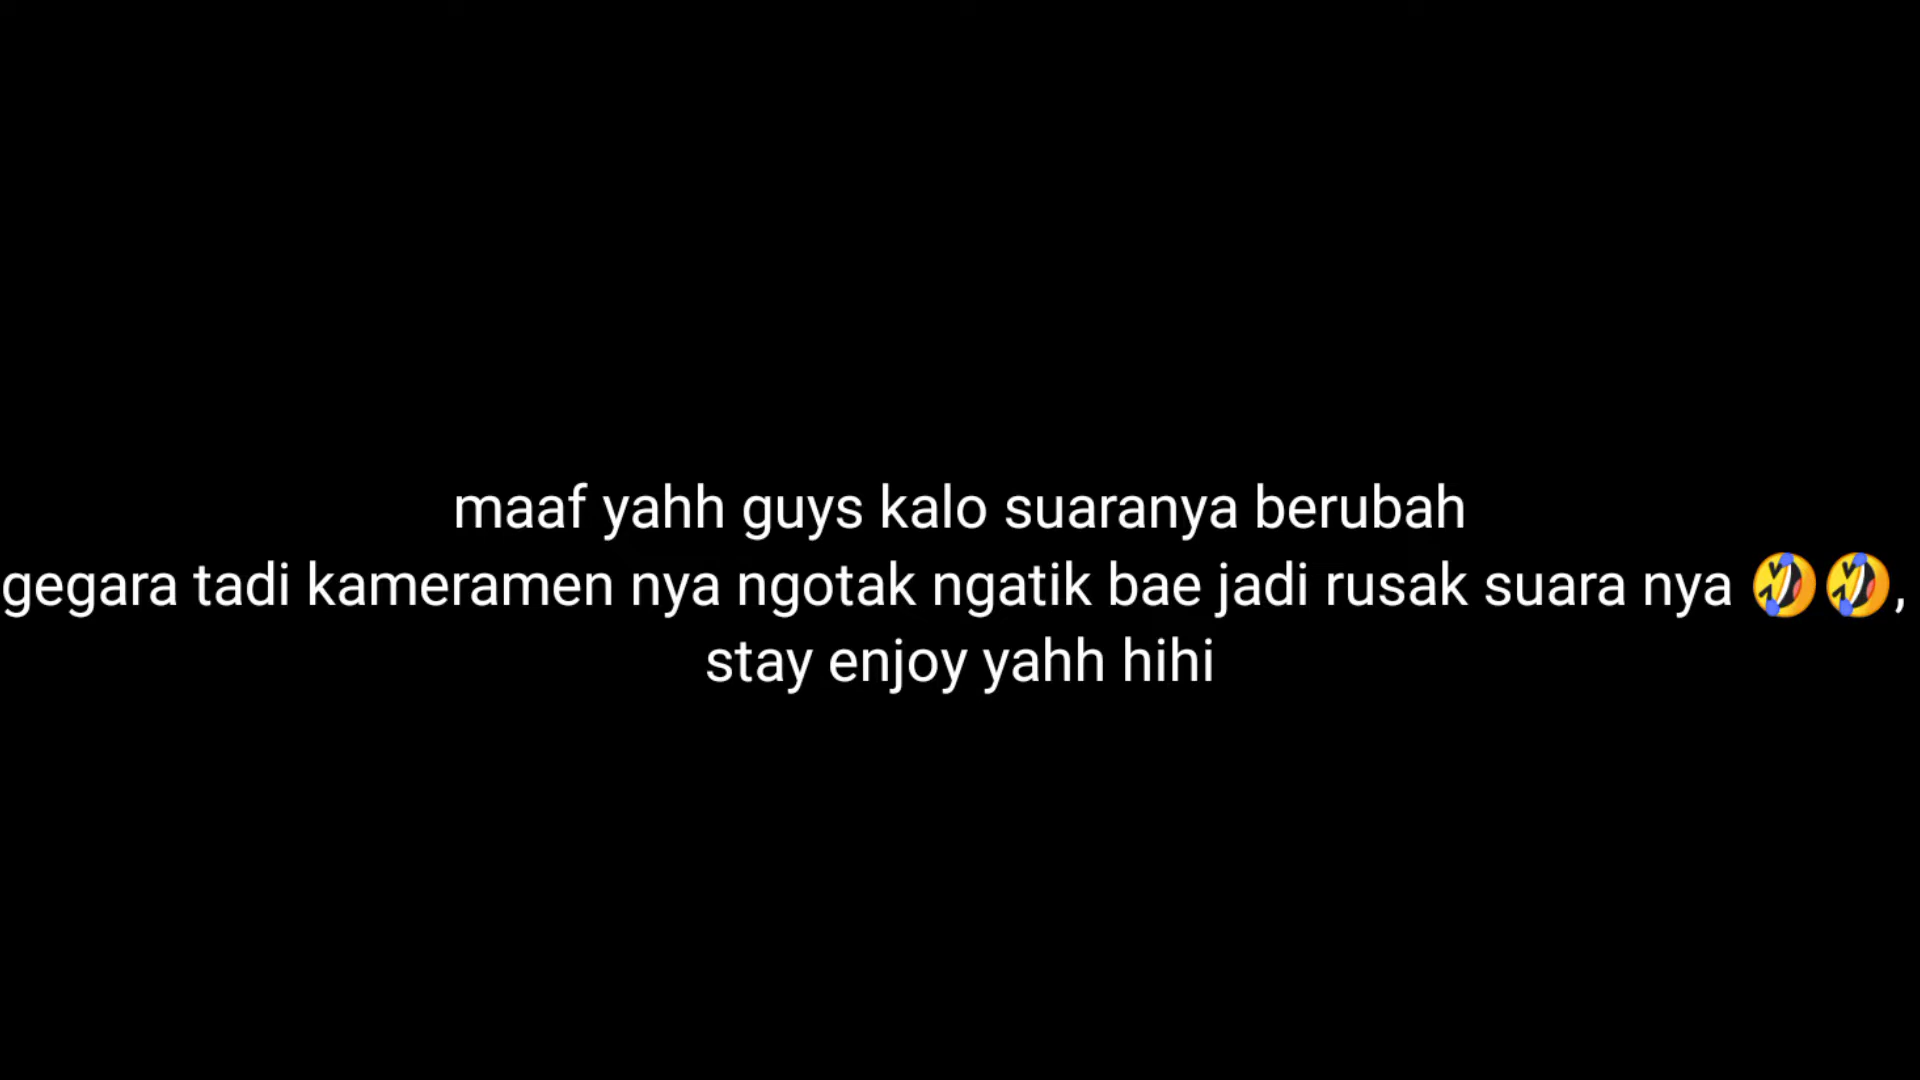 maaf yahh guys kalo suaranya berubah
gegara tadi kameramen nya ngotak ngatik bae jadi rusak suara nya 🤣🤣,
stay enjoy yahh hihi